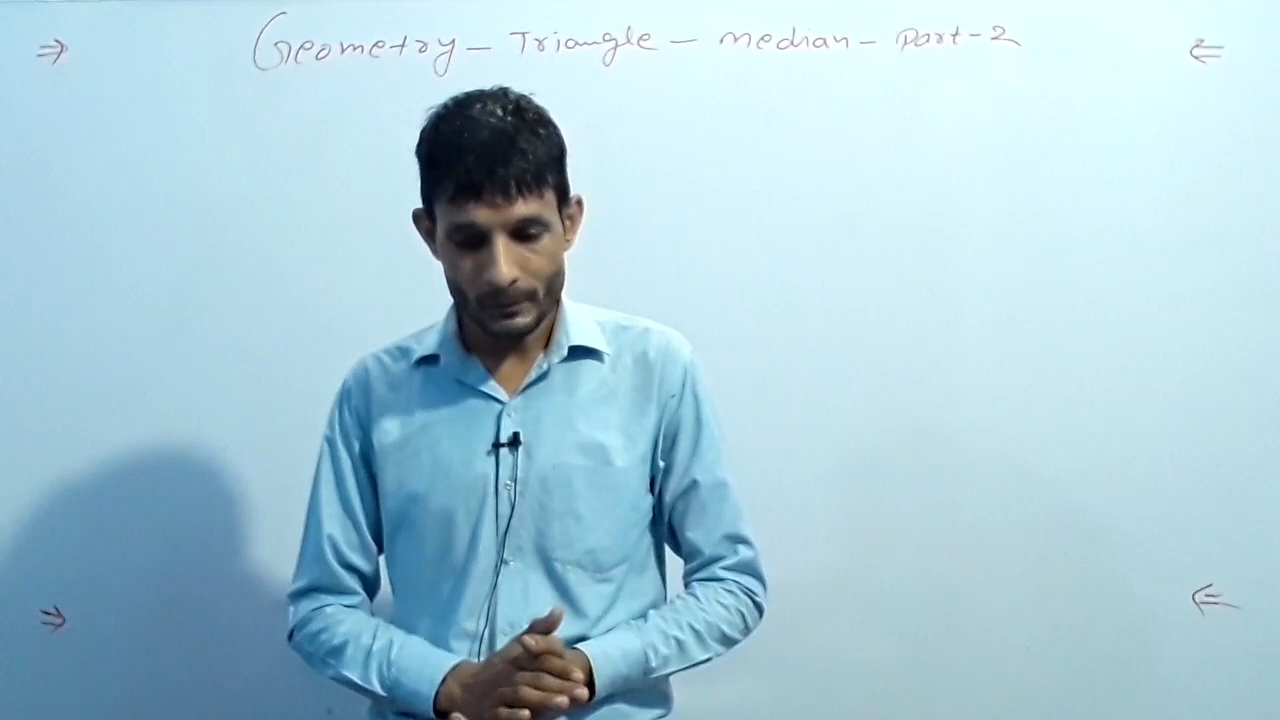 ⇒ Geometry - Triangle - median - Part-2 ⇐
⇒ ⇐